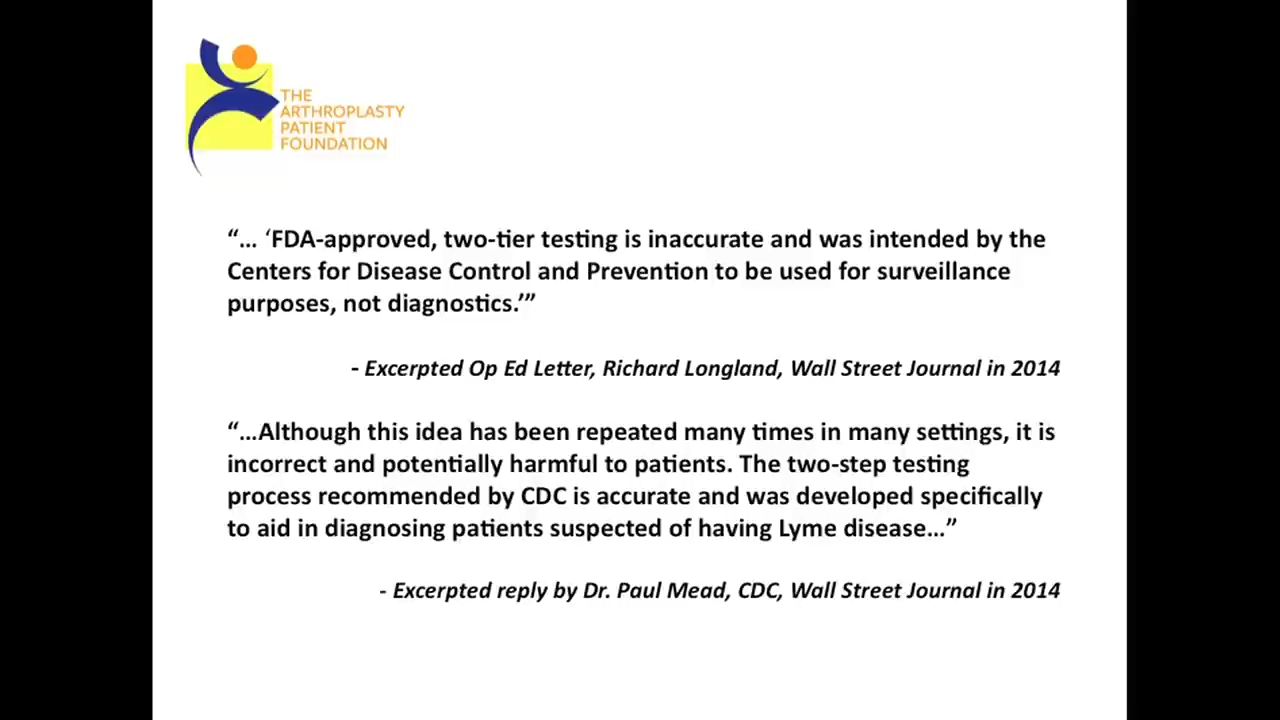 THE
ARTHROPLASTY
PATIENT
FOUNDATION
“... ‘FDA-approved, two-tier testing is inaccurate and was intended by the
Centers for Disease Control and Prevention to be used for surveillance
purposes, not diagnostics.’”
- Excerpted Op Ed Letter, Richard Longland, Wall Street Journal in 2014
“...Although this idea has been repeated many times in many settings, it is
incorrect and potentially harmful to patients. The two-step testing
process recommended by CDC is accurate and was developed specifically
to aid in diagnosing patients suspected of having Lyme disease...”
- Excerpted reply by Dr. Paul Mead, CDC, Wall Street Journal in 2014